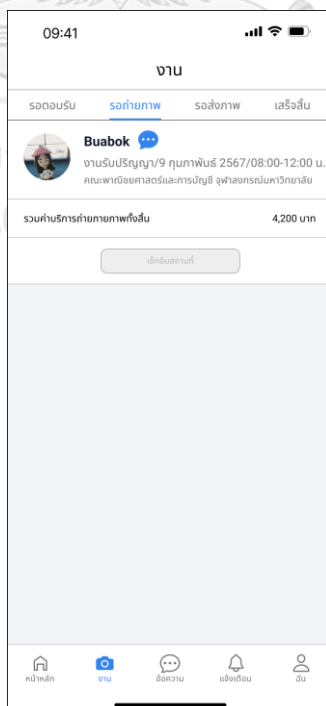 09:41
งาน
รอตอบรับ รอถ่ายภาพ รอส่งภาพ เสร็จสิ้น
Buabok
งานรับปริญญา/9 กุมภาพันธ์ 2567/08:00-12:00 น.
คณะพาณิชยศาสตร์และการบัญชี จุฬาลงกรณ์มหาวิทยาลัย
รวมค่าบริการถ่ายภายภาพทั้งสิ้น 4,200 บาท
เช็กอินสถานที่
หน้าหลัก งาน ข้อความ แจ้งเตือน ฉัน